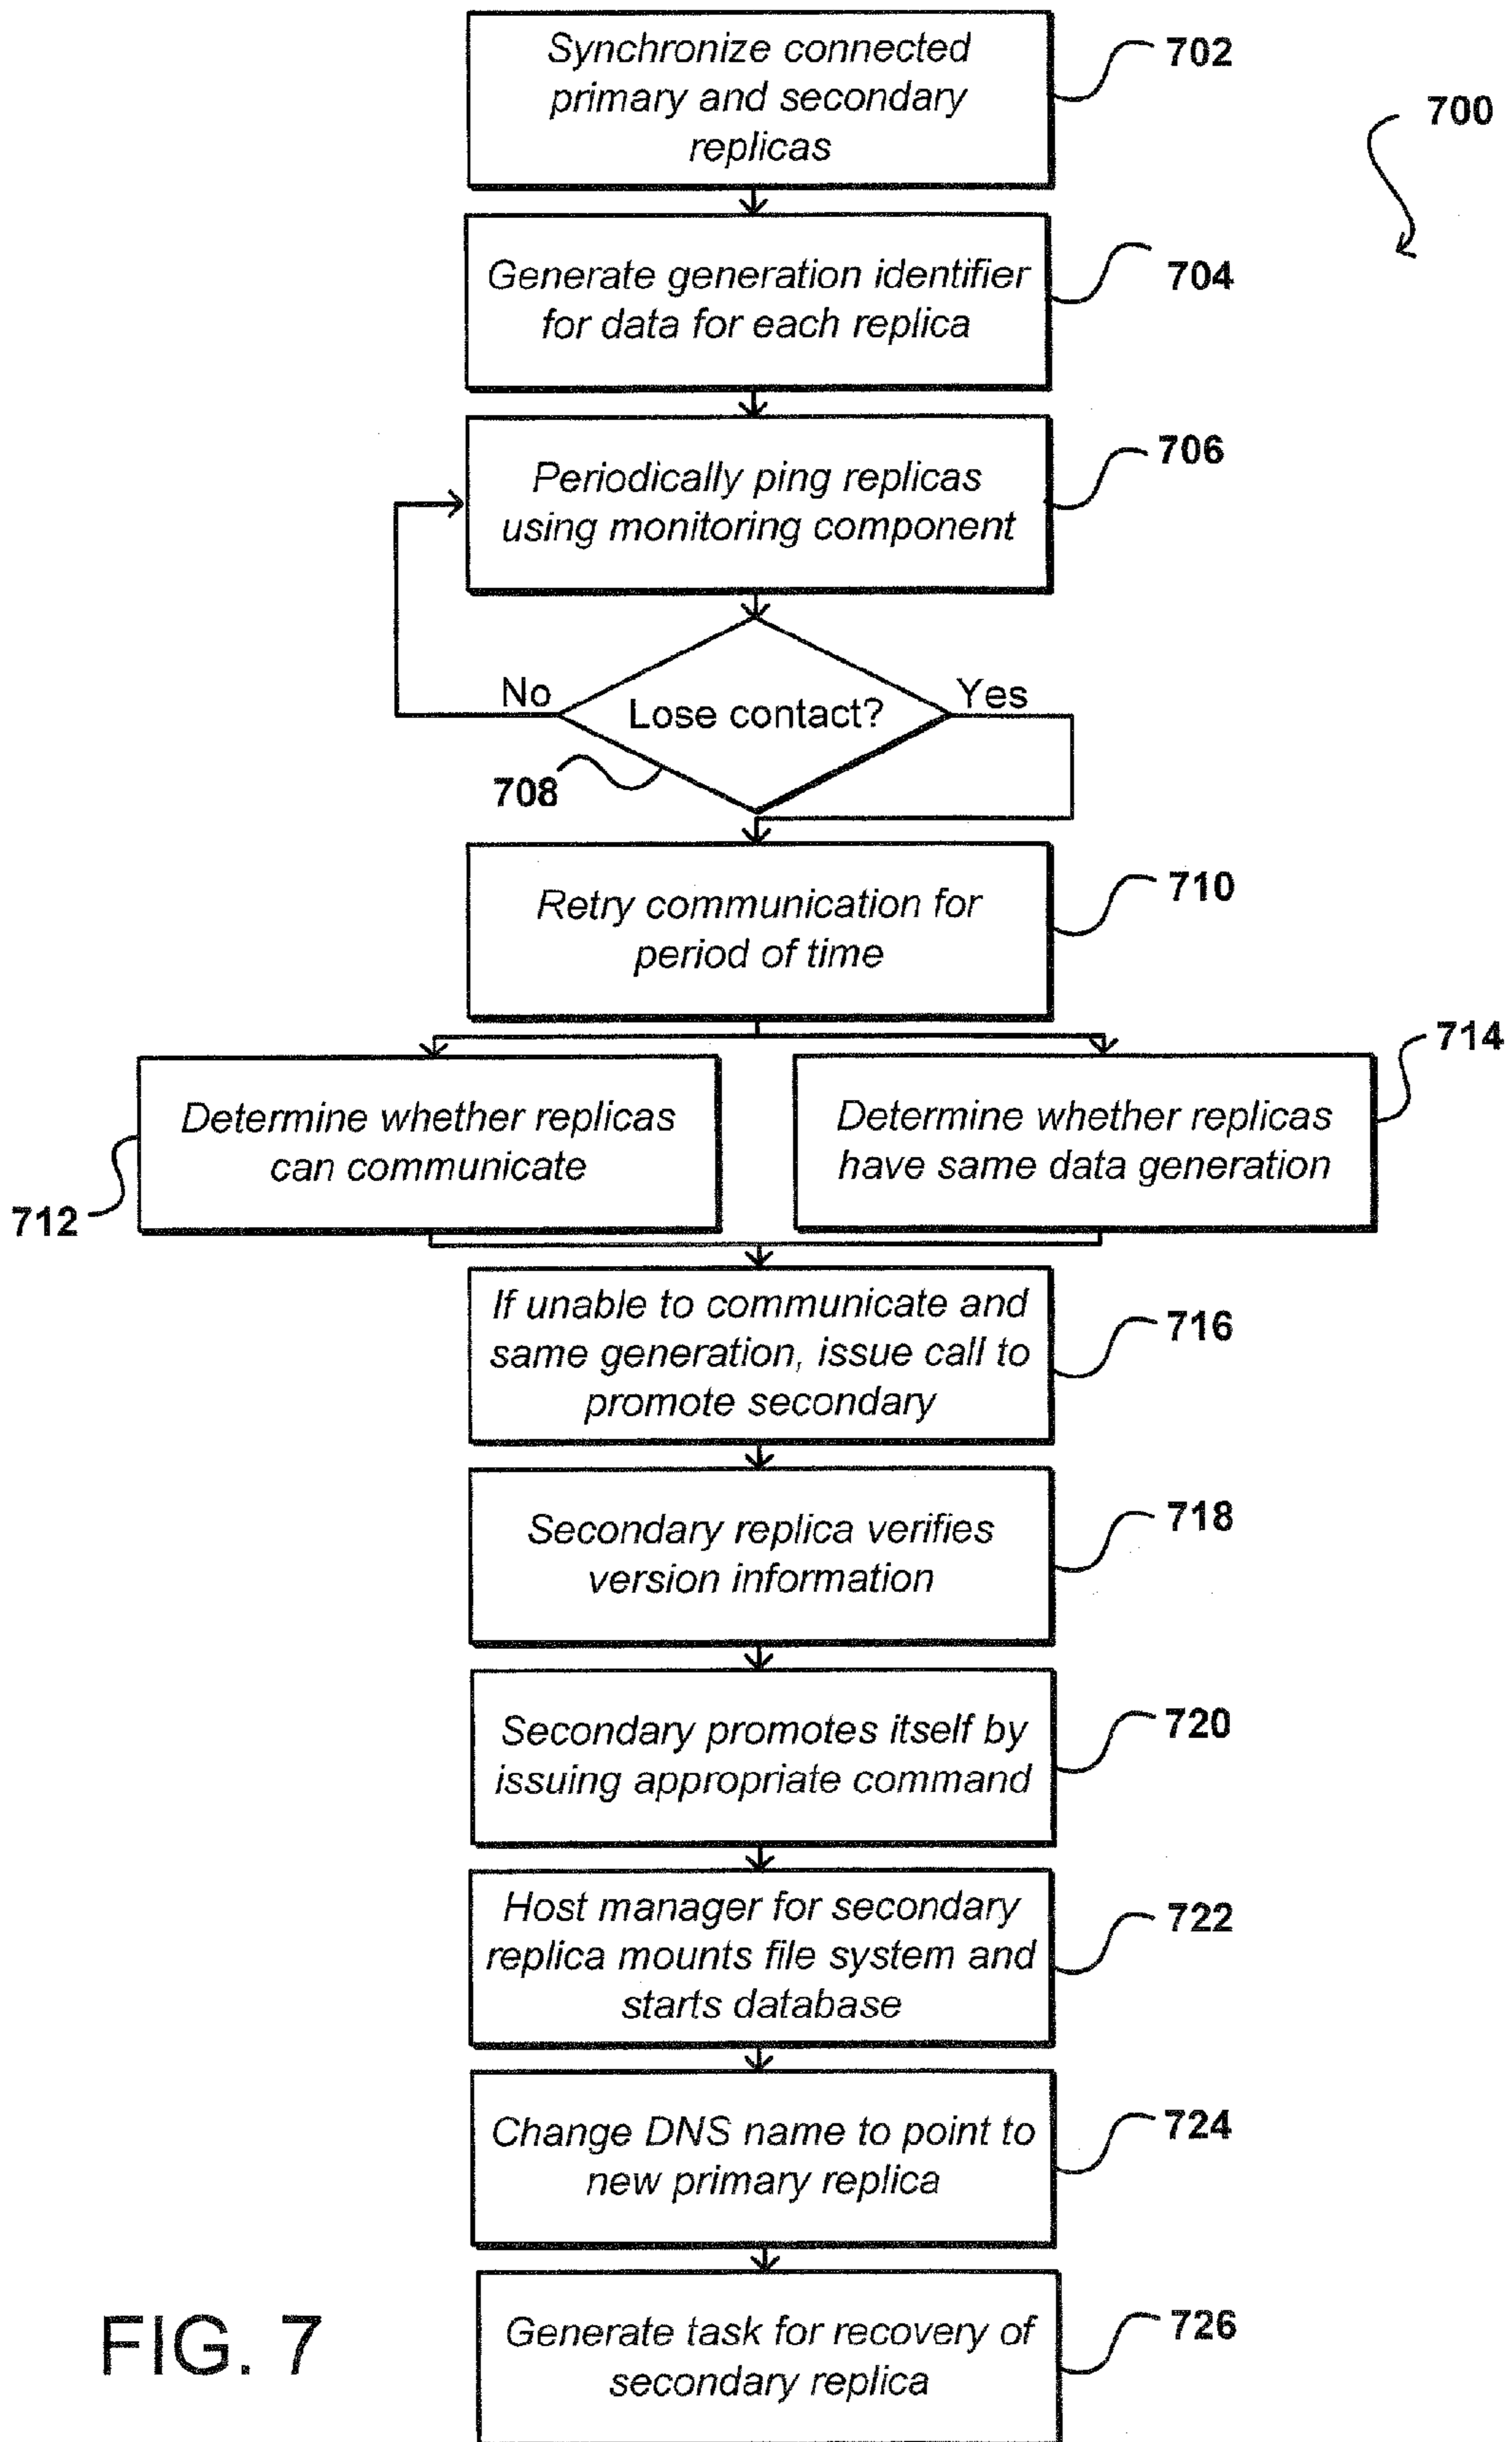 Synchronize connected
primary and secondary
replicas
702
700
Generate generation identifier
for data for each replica
704
Periodically ping replicas
using monitoring component
706
No
Lose contact?
Yes
708
Retry communication for
period of time
710
Determine whether replicas
can communicate
712
Determine whether replicas
have same data generation
714
If unable to communicate and
same generation, issue call to
promote secondary
716
Secondary replica verifies
version information
718
Secondary promotes itself by
issuing appropriate command
720
Host manager for secondary
replica mounts file system and
starts database
722
Change DNS name to point to
new primary replica
724
Generate task for recovery of
secondary replica
726
FIG. 7